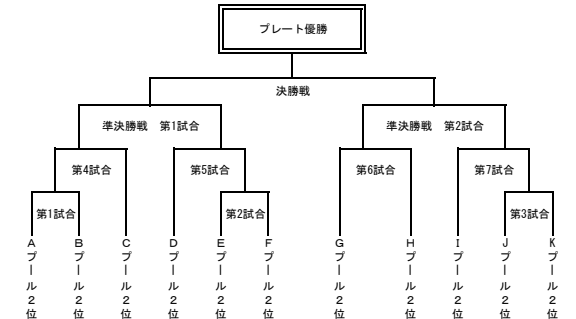 プレート優勝
決勝戦
準決勝戦　第1試合
準決勝戦　第2試合
第4試合
第5試合
第6試合
第7試合
第1試合
第2試合
第3試合
Aプール2位
Bプール2位
Cプール2位
Dプール2位
Eプール2位
Fプール2位
Gプール2位
Hプール2位
Iプール2位
Jプール2位
Kプール2位